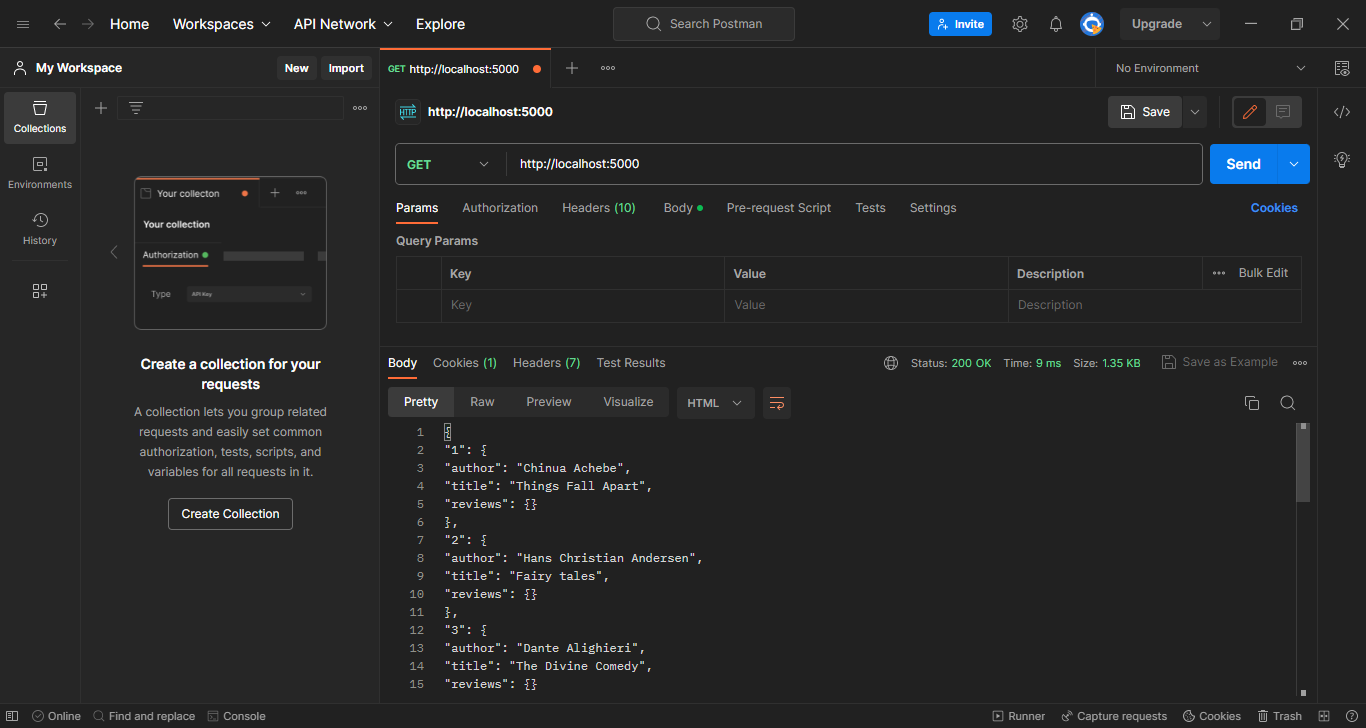 Home Workspaces API Network Explore Search Postman Invite Upgrade
My Workspace New Import GET http://localhost:5000 No Environment
Collections
Environments
History
Your collecton
Your collection
Authorization
Type API Key
Create a collection for your
requests
A collection lets you group related
requests and easily set common
authorization, tests, scripts, and
variables for all requests in it.
Create Collection
HTTP http://localhost:5000 Save
GET http://localhost:5000 Send
Params Authorization Headers (10) Body Pre-request Script Tests Settings Cookies
Query Params
Key Value Description Bulk Edit
Key Value Description
Body Cookies (1) Headers (7) Test Results Status: 200 OK Time: 9 ms Size: 1.35 KB Save as Example
Pretty Raw Preview Visualize HTML
1 {
2 "1": {
3 "author": "Chinua Achebe",
4 "title": "Things Fall Apart",
5 "reviews": {}
6 },
7 "2": {
8 "author": "Hans Christian Andersen",
9 "title": "Fairy tales",
10 "reviews": {}
11 },
12 "3": {
13 "author": "Dante Alighieri",
14 "title": "The Divine Comedy",
15 "reviews": {}
Online Find and replace Console Runner Capture requests Cookies Trash